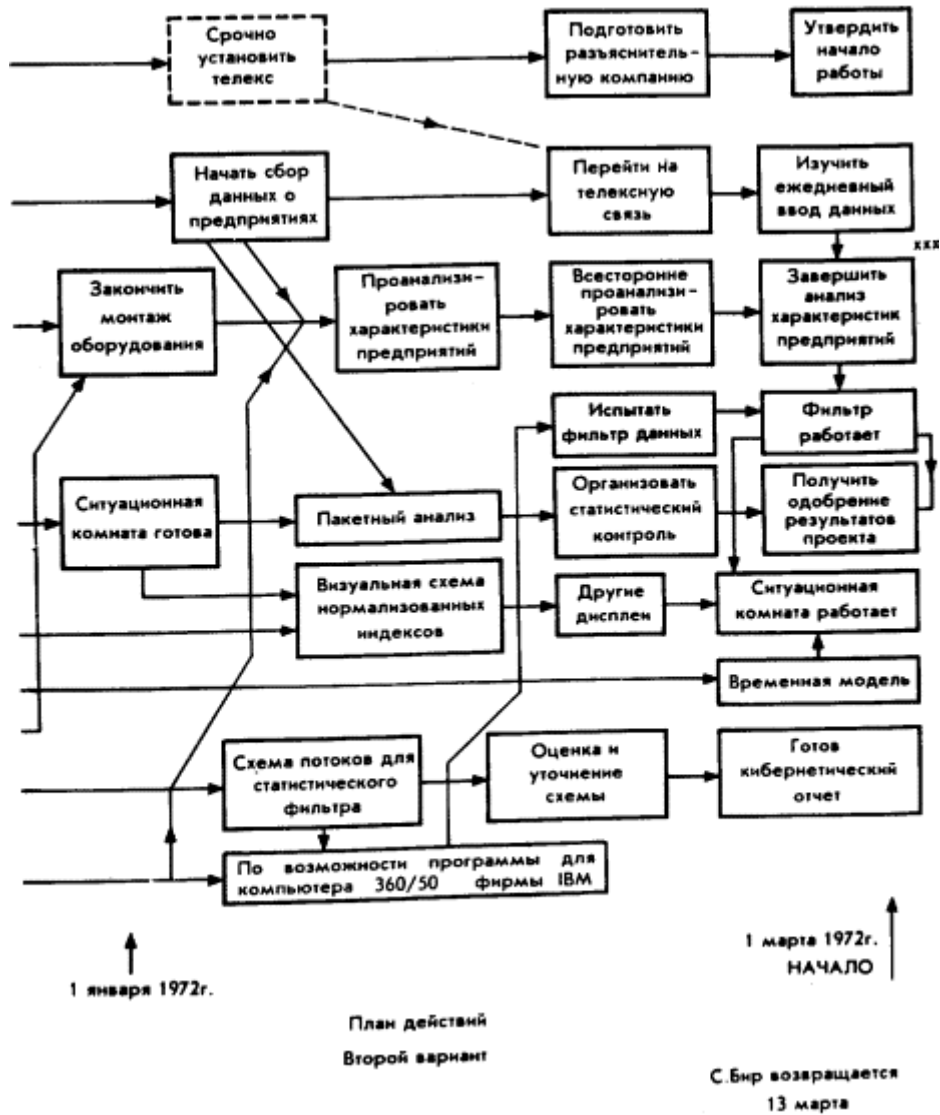 Срочно
установить
телекс
Подготовить
разъяснитель-
ную компанию
Утвердить
начало
работы
Начать сбор
данных о
предприятиях
Перейти на
телексную
связь
Изучить
ежедневный
ввод данных
xxx
Закончить
монтаж
оборудования
Проанализи-
ровать
характеристики
предприятий
Всесторонне
проанализи-
ровать
характеристики
предприятий
Завершить
анализ
характеристик
предприятий
Испытать
фильтр данных
Фильтр
работает
Ситуационная
комната готова
Пакетный анализ
Организовать
статистический
контроль
Получить
одобрение
результатов
проекта
Визуальная схема
нормализованных
индексов
Другие
дисплеи
Ситуационная
комната работает
Временная модель
Схема потоков для
статистического
фильтра
Оценка и
уточнение
схемы
Готов
кибернетический
отчет
По возможности программы для
компьютера 360/50 фирмы IBM
1 января 1972г.
1 марта 1972г.
НАЧАЛО
План действий
Второй вариант
С.Бир возвращается
13 марта